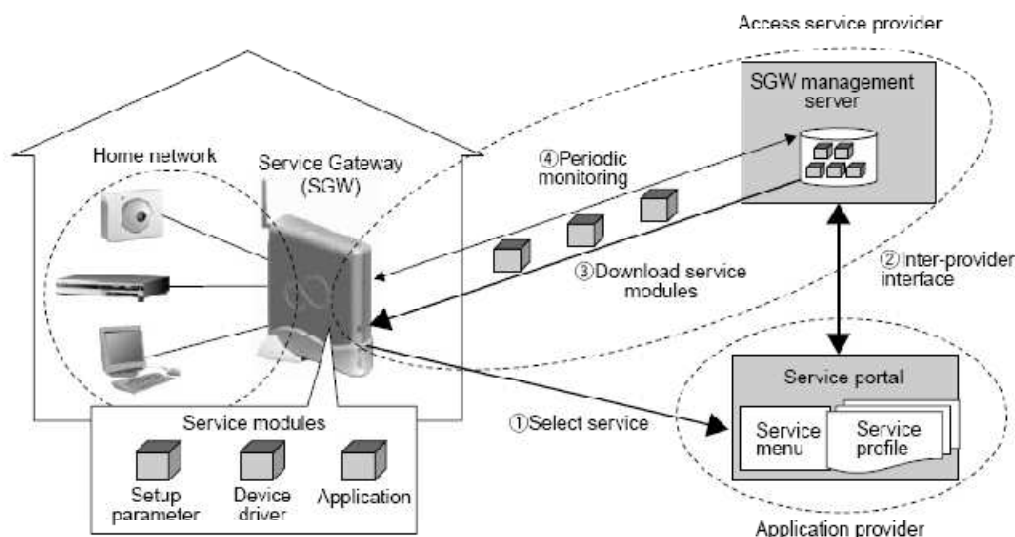 Access service provider
SGW management
server
Home network
Service Gateway
(SGW)
④Periodic
monitoring
③Download service
modules
②Inter-provider
interface
Service portal
Service
menu
Service
profile
①Select service
Service modules
Setup
parameter
Device
driver
Application
Application provider